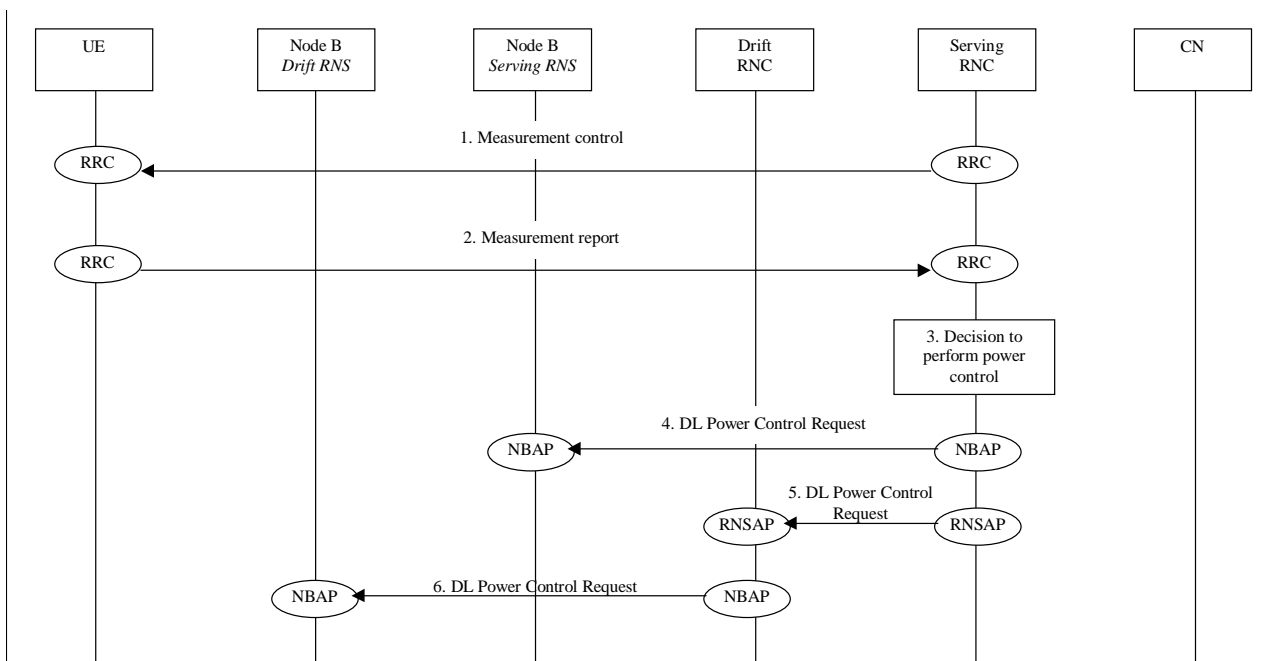 UE
Node B
Drift RNS
Node B
Serving RNS
Drift
RNC
Serving
RNC
CN
1. Measurement control
RRC
RRC
2. Measurement report
RRC
RRC
3. Decision to
perform power
control
4. DL Power Control Request
NBAP
NBAP
5. DL Power Control
Request
RNSAP
RNSAP
6. DL Power Control Request
NBAP
NBAP